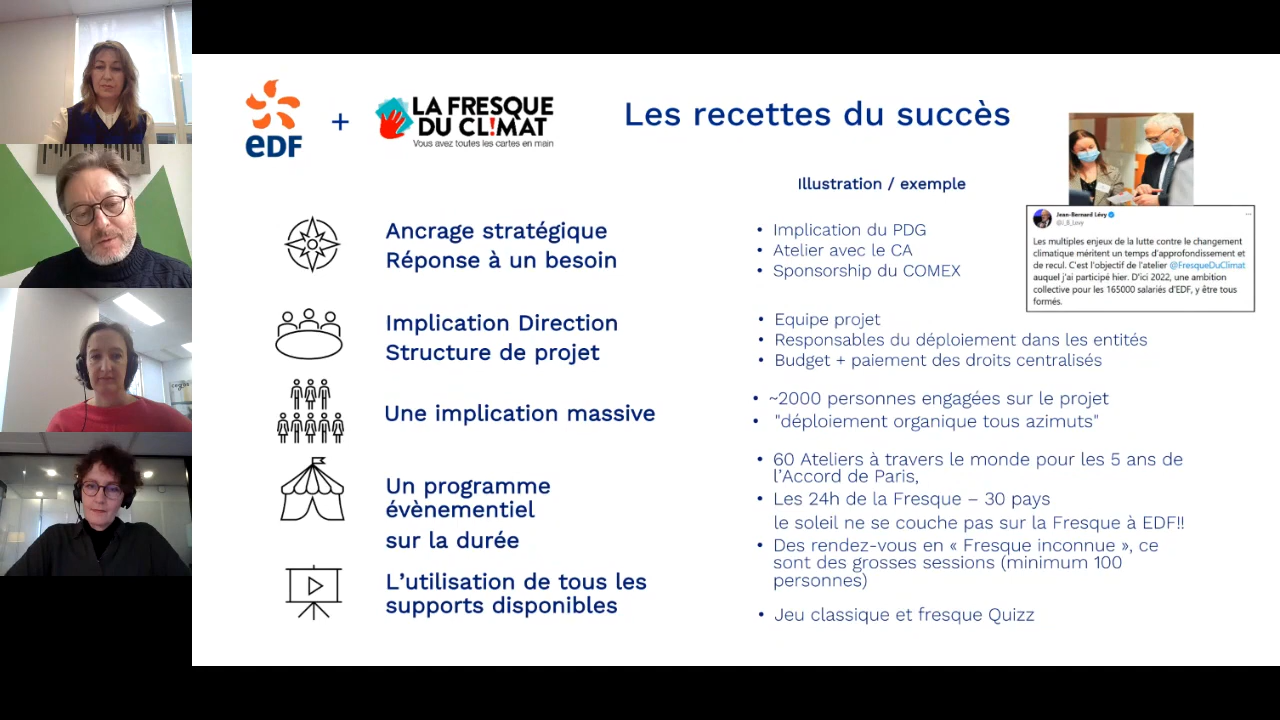 edF
+
LA FRESQUE
DU CL!MAT
Vous avez toutes les cartes en main
Les recettes du succès
Illustration / exemple
Ancrage stratégique
Réponse à un besoin
• Implication du PDG
• Atelier avec le CA
• Sponsorship du COMEX
Jean-Bernard Lévy
@J_B_Levy
Les multiples enjeux de la lutte contre le changement
climatique méritent un temps d'approfondissement et
de recul. C'est l'objectif de l'atelier @FresqueDuClimat
auquel j'ai participé hier. D'ici 2022, une ambition
collective pour les 165000 salariés d'EDF, y être tous
formés.
Implication Direction
Structure de projet
• Equipe projet
• Responsables du déploiement dans les entités
• Budget + paiement des droits centralisés
Une implication massive
• ~2000 personnes engagées sur le projet
• "déploiement organique tous azimuts"
Un programme
évènementiel
sur la durée
• 60 Ateliers à travers le monde pour les 5 ans de
l'Accord de Paris,
• Les 24h de la Fresque – 30 pays
le soleil ne se couche pas sur la Fresque à EDF!!
• Des rendez-vous en « Fresque inconnue », ce
sont des grosses sessions (minimum 100
personnes)
L'utilisation de tous les
supports disponibles
• Jeu classique et fresque Quizz